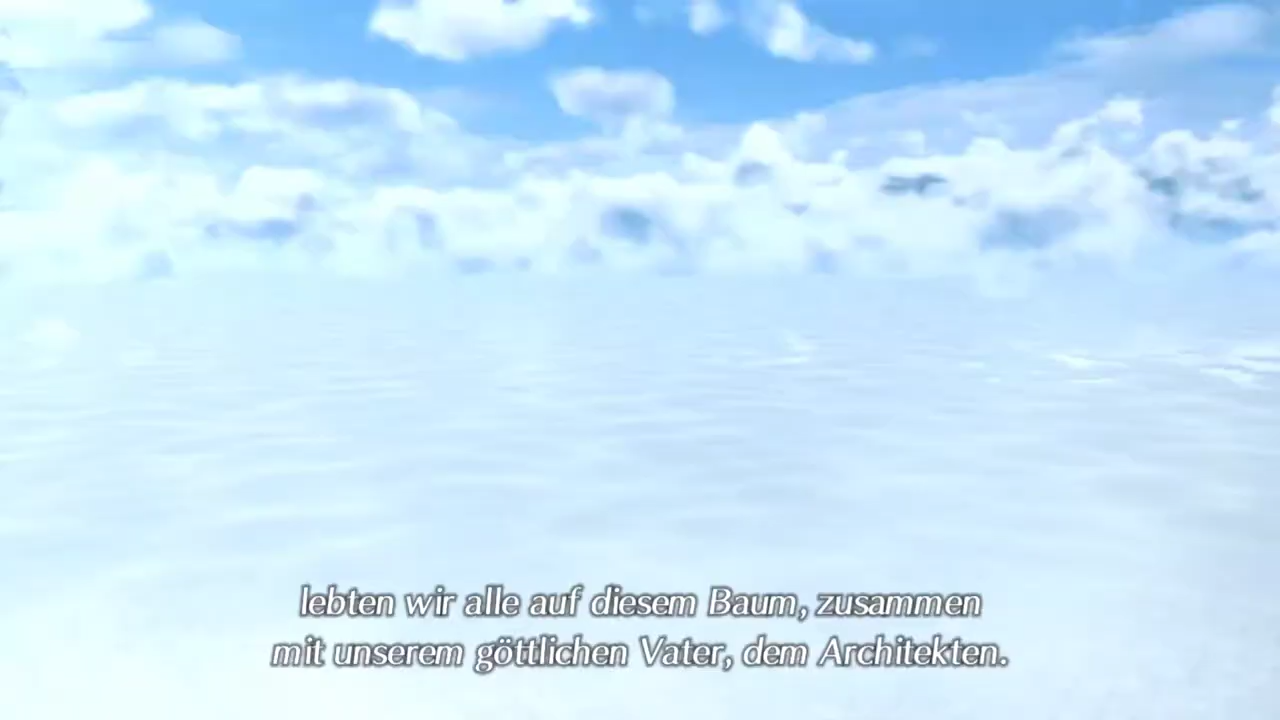 lebten wir alle auf diesem Baum, zusammen
mit unserem göttlichen Vater, dem Architekten.